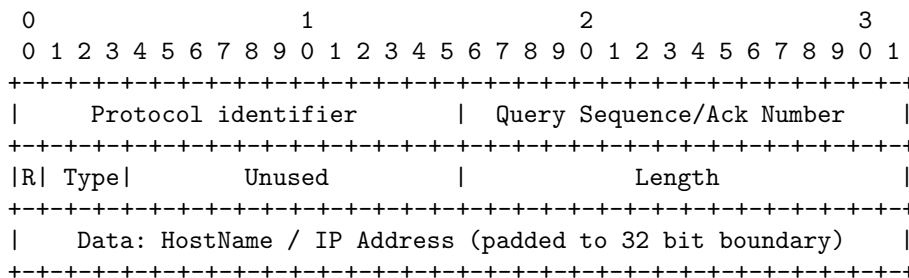 0                   1                   2                   3
 0 1 2 3 4 5 6 7 8 9 0 1 2 3 4 5 6 7 8 9 0 1 2 3 4 5 6 7 8 9 0 1
+-+-+-+-+-+-+-+-+-+-+-+-+-+-+-+-+-+-+-+-+-+-+-+-+-+-+-+-+-+-+-+-+
|     Protocol identifier       |  Query Sequence/Ack Number    |
+-+-+-+-+-+-+-+-+-+-+-+-+-+-+-+-+-+-+-+-+-+-+-+-+-+-+-+-+-+-+-+-+
|R| Type|        Unused         |            Length             |
+-+-+-+-+-+-+-+-+-+-+-+-+-+-+-+-+-+-+-+-+-+-+-+-+-+-+-+-+-+-+-+-+
|    Data: HostName / IP Address (padded to 32 bit boundary)    |
+-+-+-+-+-+-+-+-+-+-+-+-+-+-+-+-+-+-+-+-+-+-+-+-+-+-+-+-+-+-+-+-+